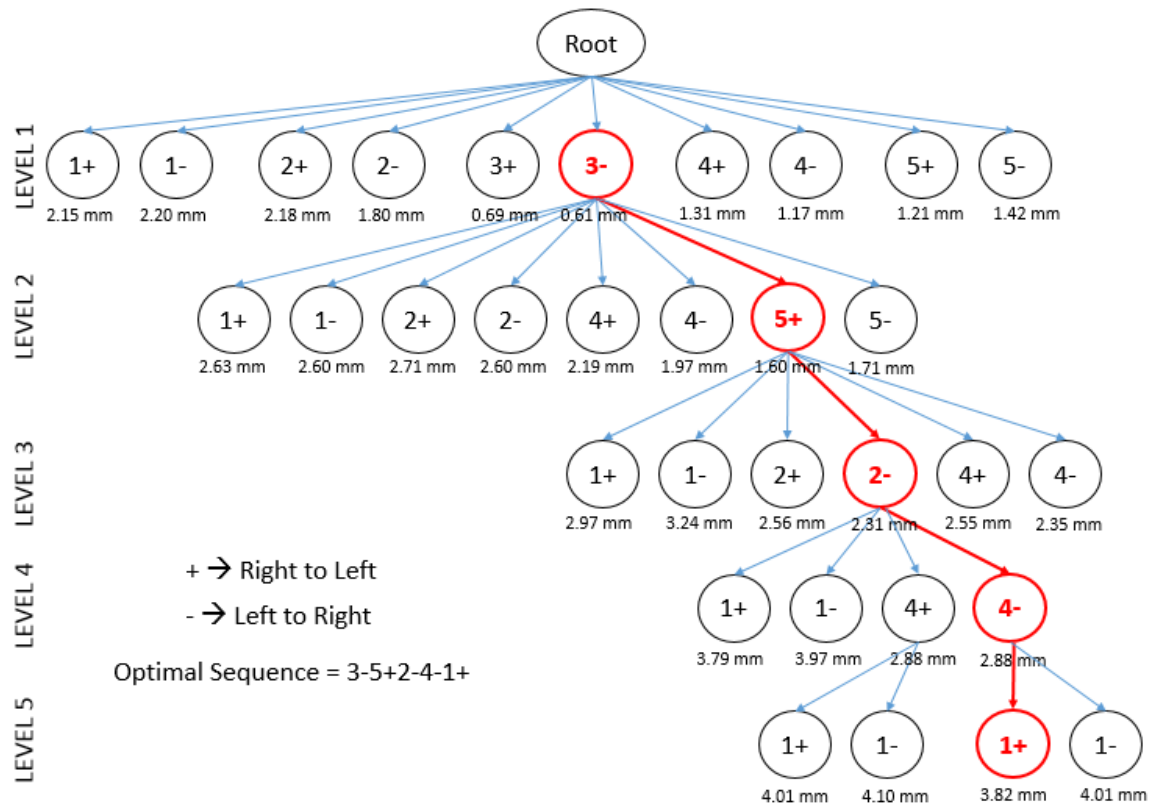 Root
LEVEL 1
1+ 1- 2+ 2- 3+ 3- 4+ 4- 5+ 5-
2.15 mm 2.20 mm 2.18 mm 1.80 mm 0.69 mm 0.61 mm 1.31 mm 1.17 mm 1.21 mm 1.42 mm
LEVEL 2
1+ 1- 2+ 2- 4+ 4- 5+ 5-
2.63 mm 2.60 mm 2.71 mm 2.60 mm 2.19 mm 1.97 mm 1.60 mm 1.71 mm
LEVEL 3
1+ 1- 2+ 2- 4+ 4-
2.97 mm 3.24 mm 2.56 mm 2.31 mm 2.55 mm 2.35 mm
LEVEL 4
+ → Right to Left
- → Left to Right
1+ 1- 4+ 4-
3.79 mm 3.97 mm 2.88 mm 2.88 mm
Optimal Sequence = 3-5+2-4-1+
LEVEL 5
1+ 1- 1+ 1-
4.01 mm 4.10 mm 3.82 mm 4.01 mm